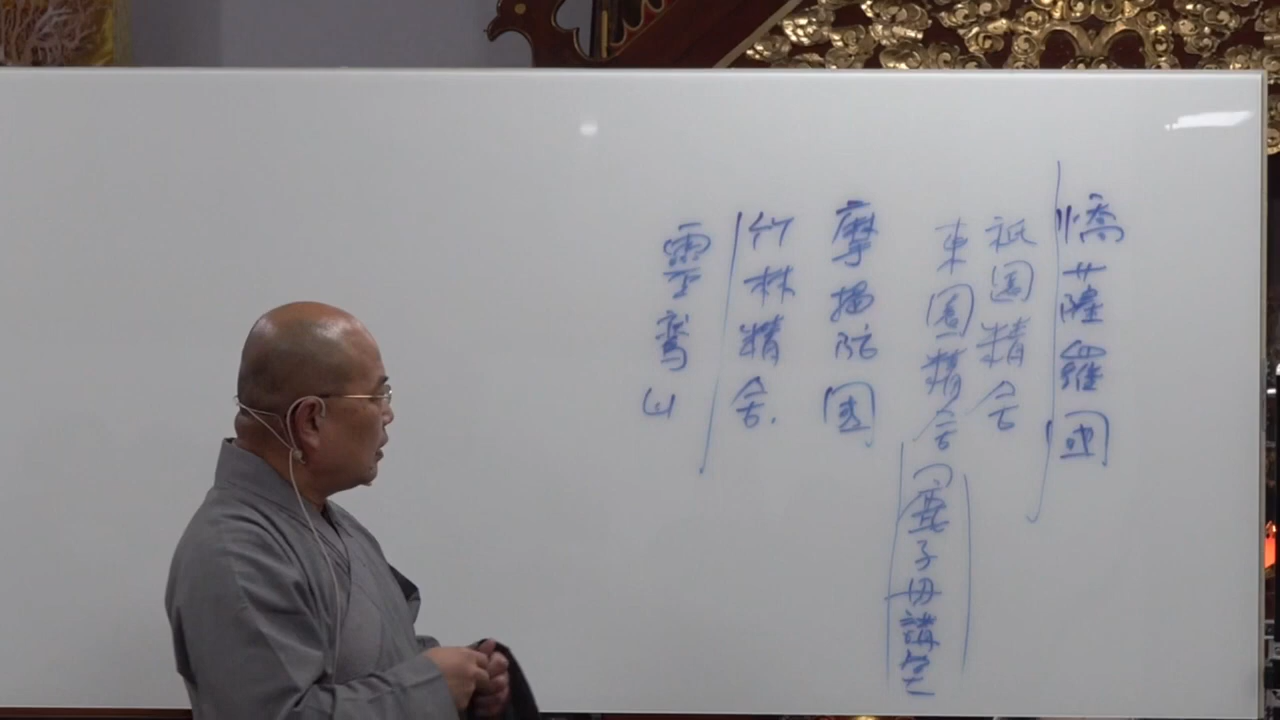 憍薩羅國
祇園精舍
東園精舍(鹿子母講堂
摩揭陀國
竹林精舍
靈鷲山